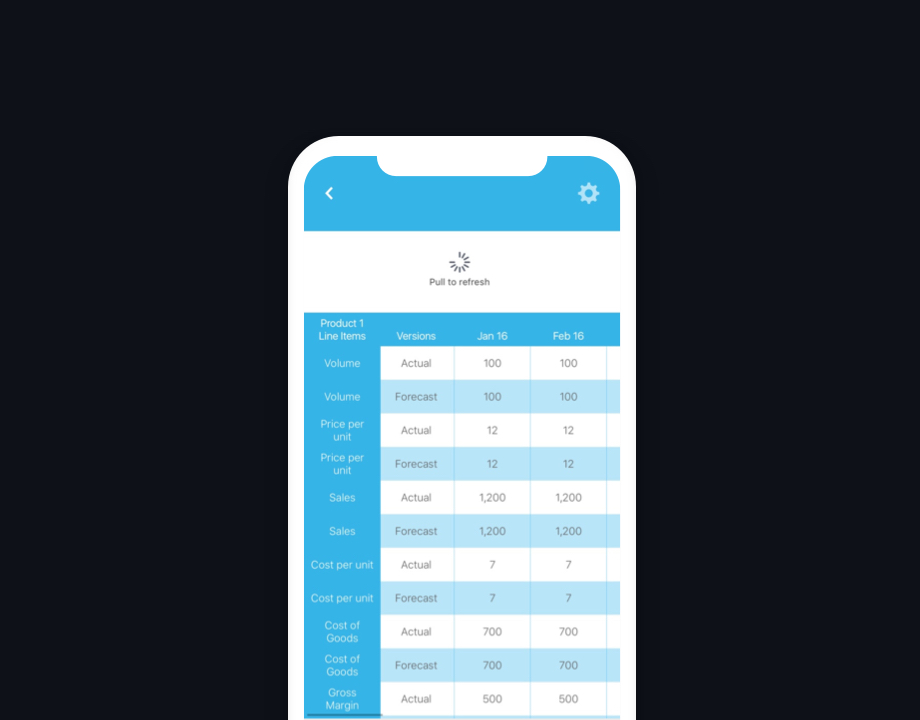 Pull to refresh
Product 1
Line Items Versions Jan 16 Feb 16
Volume Actual 100 100
Volume Forecast 100 100
Price per
unit Actual 12 12
Price per
unit Forecast 12 12
Sales Actual 1,200 1,200
Sales Forecast 1,200 1,200
Cost per unit Actual 7 7
Cost per unit Forecast 7 7
Cost of
Goods Actual 700 700
Cost of
Goods Forecast 700 700
Gross
Margin Actual 500 500